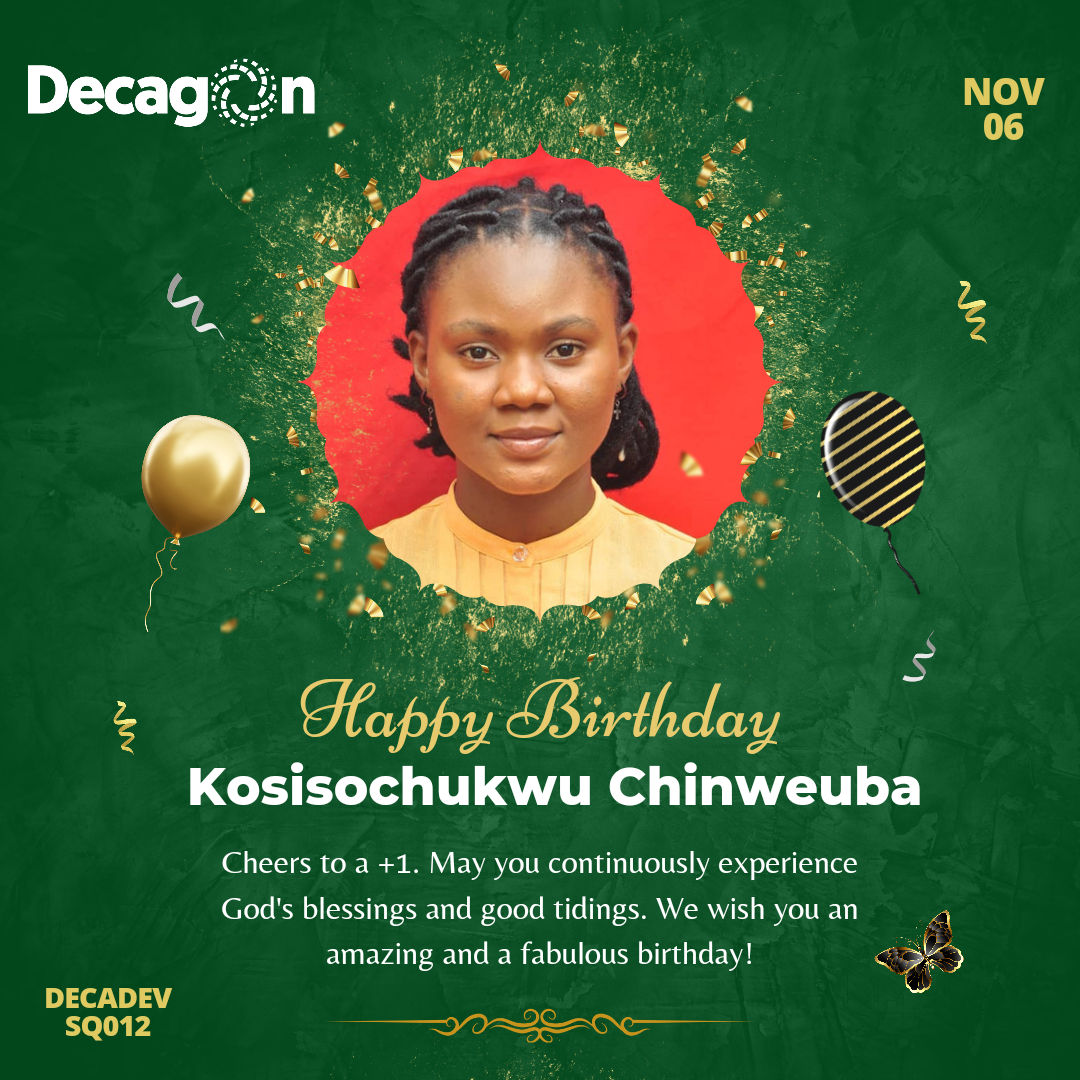 Decagon
NOV
06
Happy Birthday
Kosisochukwu Chinweuba
Cheers to a +1. May you continuously experience
God's blessings and good tidings. We wish you an
amazing and a fabulous birthday!
DECADEV
SQ012